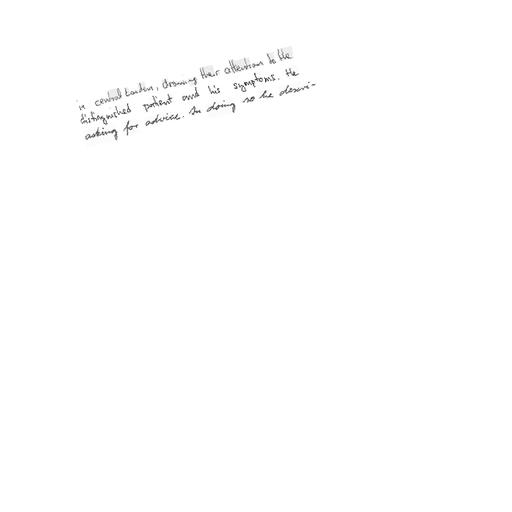 in central London, drawing their attention to the
distinguished patient and his symptoms. He
asking for advice. In doing so he descri-